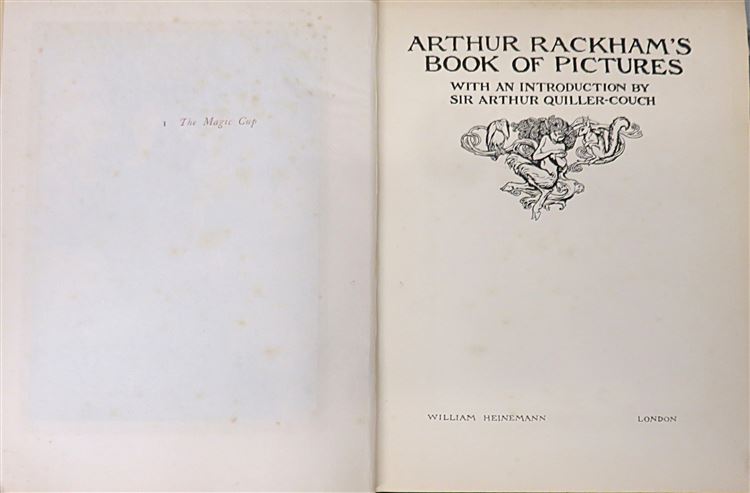 1 The Magic Cup
ARTHUR RACKHAM'S
BOOK OF PICTURES
WITH AN INTRODUCTION BY
SIR ARTHUR QUILLER-COUCH
WILLIAM HEINEMANN LONDON